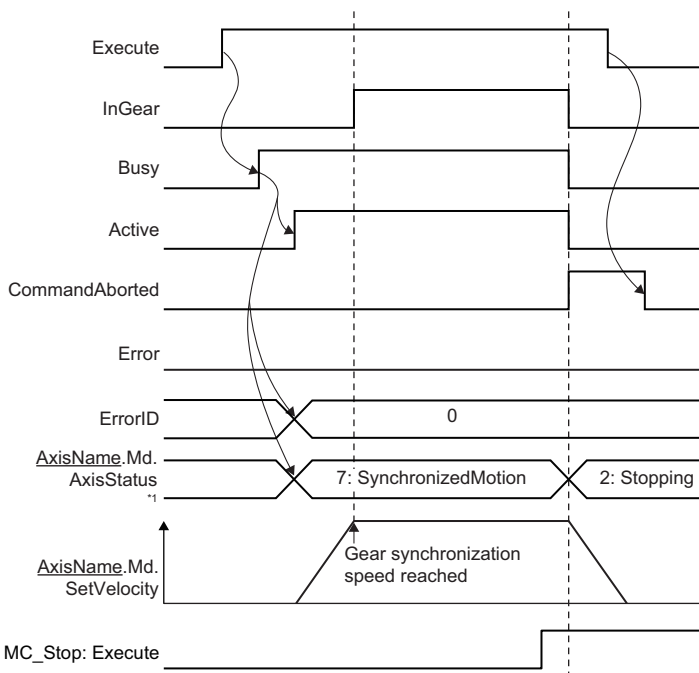 Execute
InGear
Busy
Active
CommandAborted
Error
ErrorID
0
AxisName.Md.
AxisStatus
*1
7: SynchronizedMotion
2: Stopping
Gear synchronization
speed reached
AxisName.Md.
SetVelocity
MC_Stop: Execute